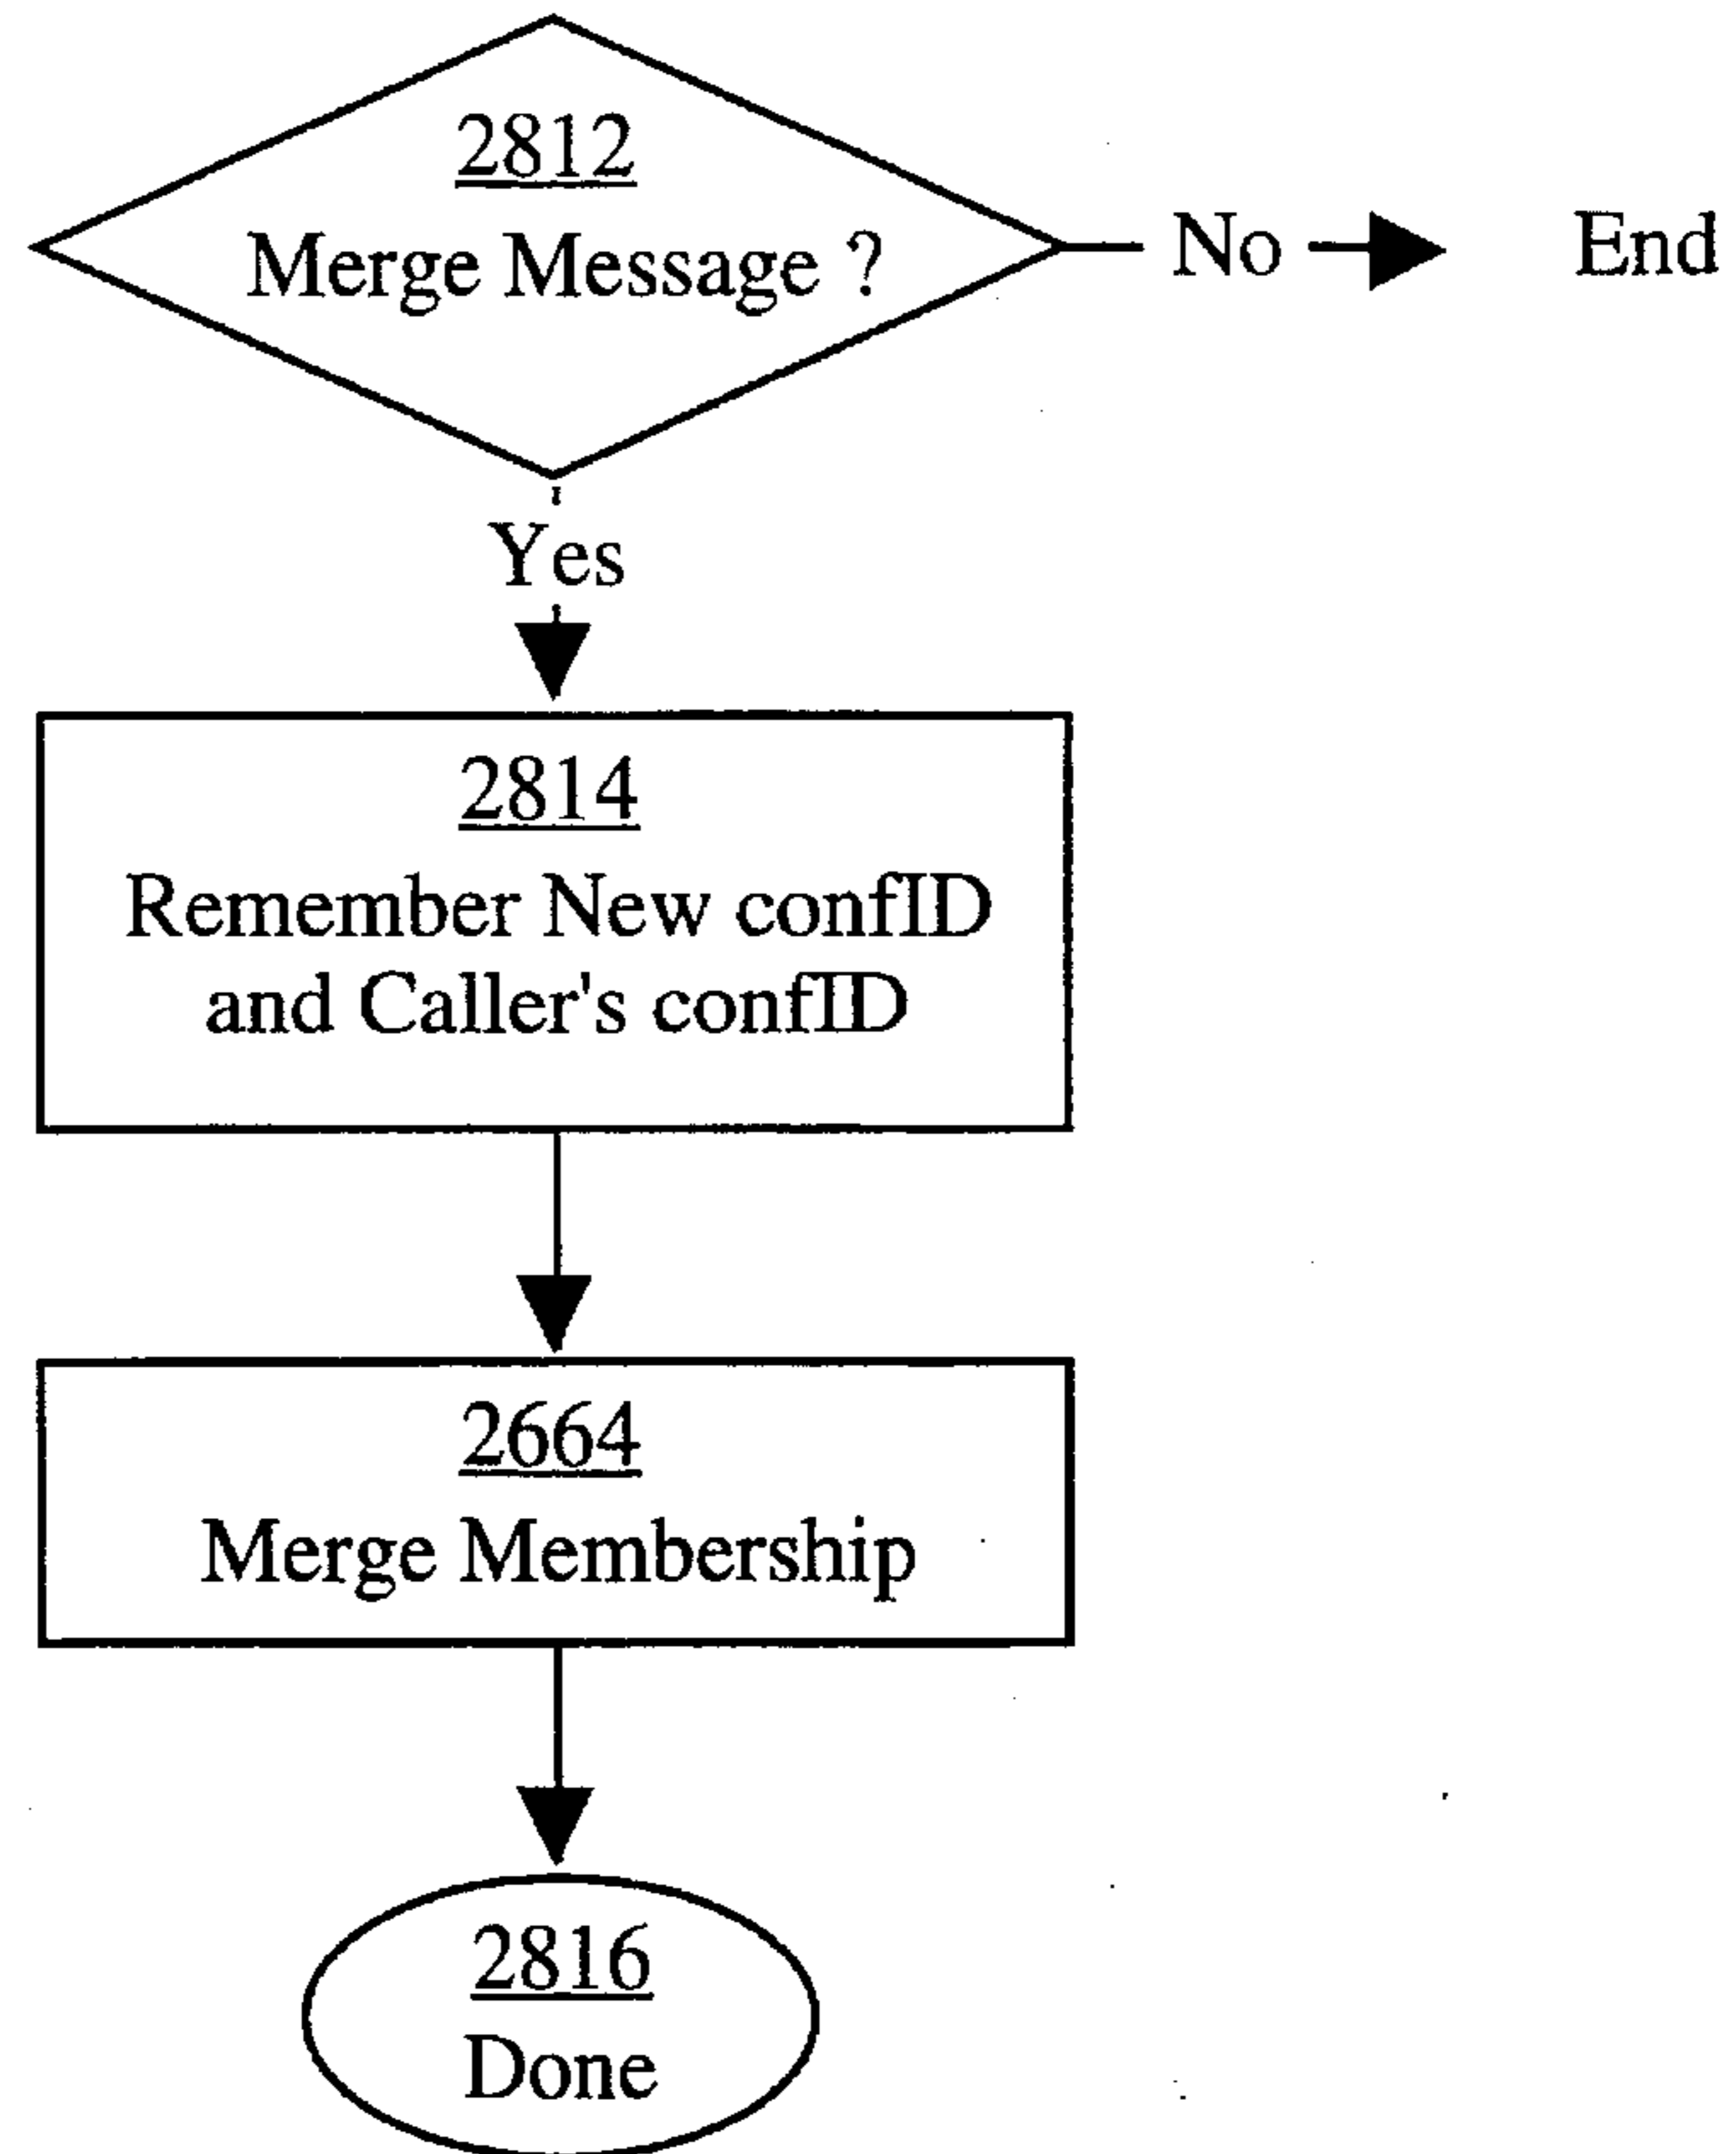 2812
Merge Message ?
No
End
Yes
2814
Remember New confID
and Caller's confID
2664
Merge Membership
2816
Done